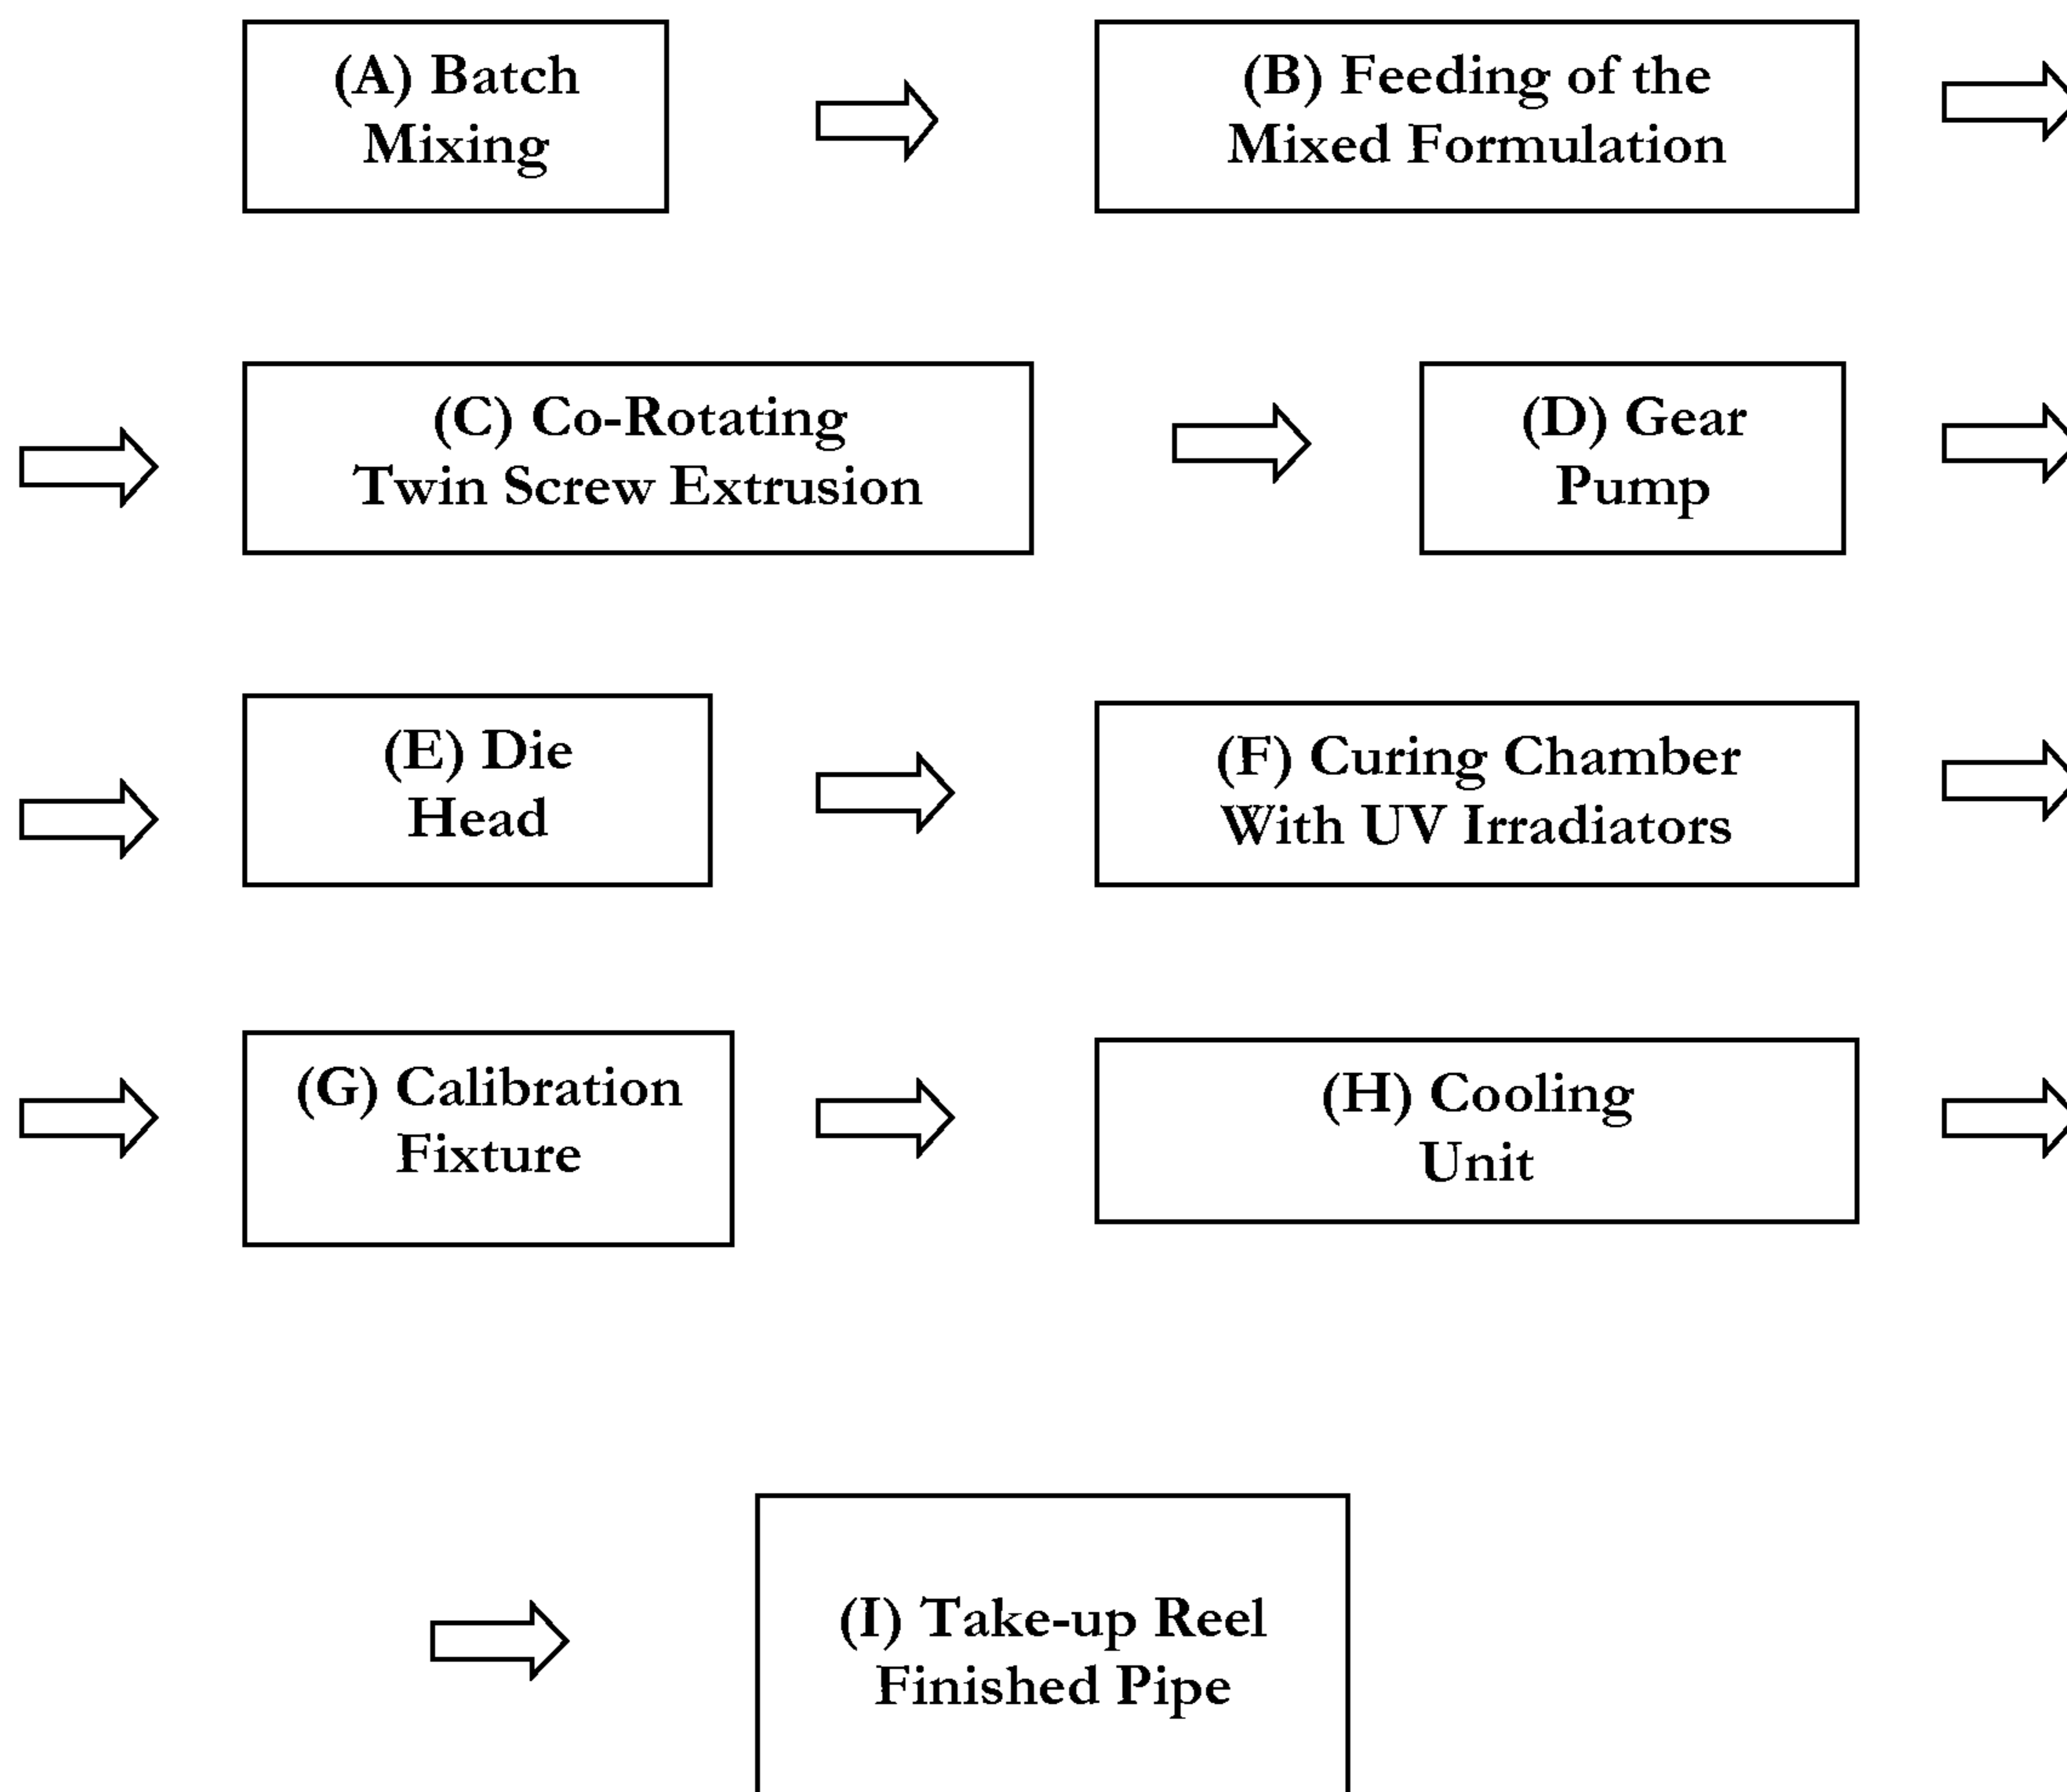 (A) Batch
Mixing
(B) Feeding of the
Mixed Formulation
(C) Co-Rotating
Twin Screw Extrusion
(D) Gear
Pump
(E) Die
Head
(F) Curing Chamber
With UV Irradiators
(G) Calibration
Fixture
(H) Cooling
Unit
(I) Take-up Reel
Finished Pipe